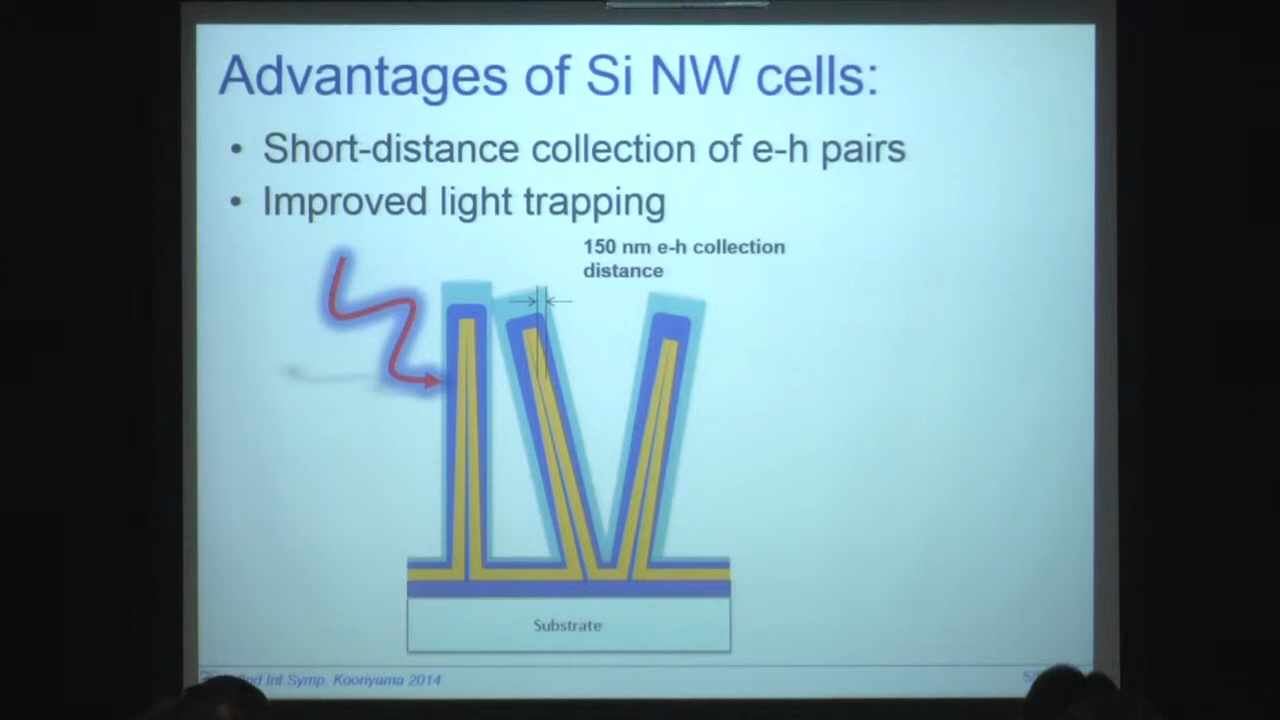 Advantages of Si NW cells:
• Short-distance collection of e-h pairs
• Improved light trapping
150 nm e-h collection
distance
Substrate
Int. Symp. Kooriyama 2014